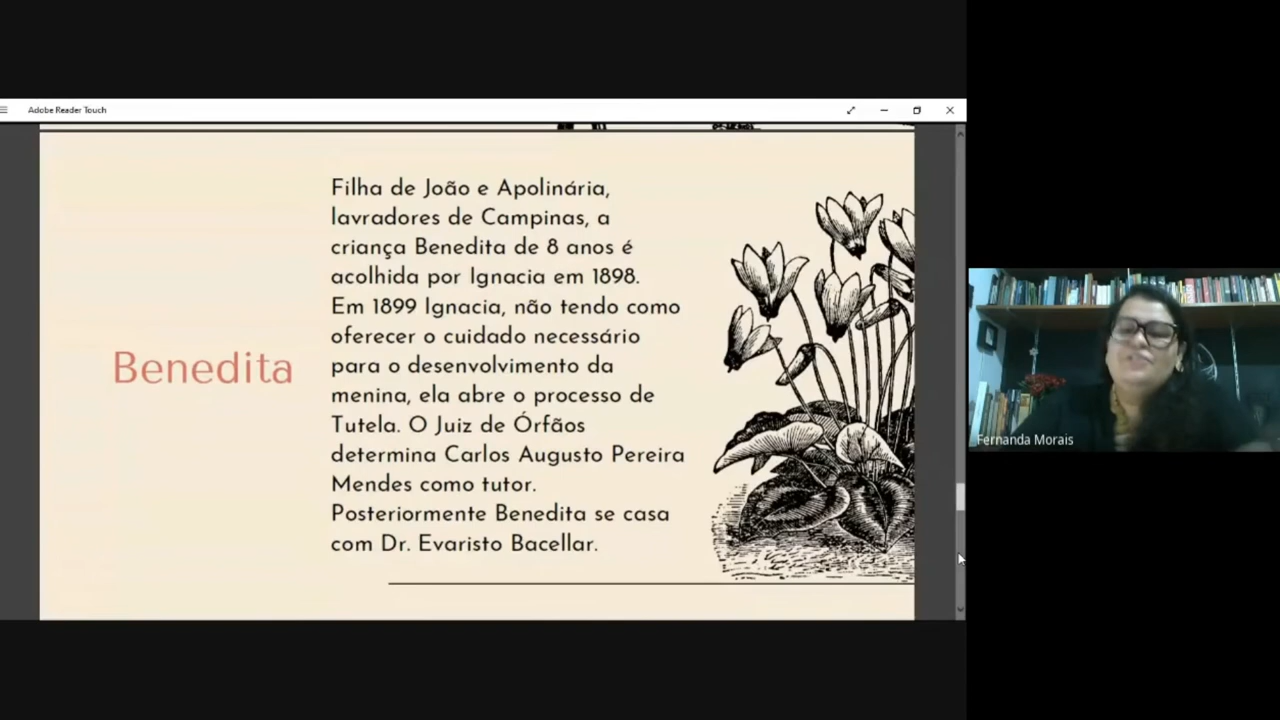 Adobe Reader Touch
Benedita
Filha de João e Apolinária,
lavradores de Campinas, a
criança Benedita de 8 anos é
acolhida por Ignacia em 1898.
Em 1899 Ignacia, não tendo como
oferecer o cuidado necessário
para o desenvolvimento da
menina, ela abre o processo de
Tutela. O Juiz de Órfãos
determina Carlos Augusto Pereira
Mendes como tutor.
Posteriormente Benedita se casa
com Dr. Evaristo Bacellar.
Fernanda Morais